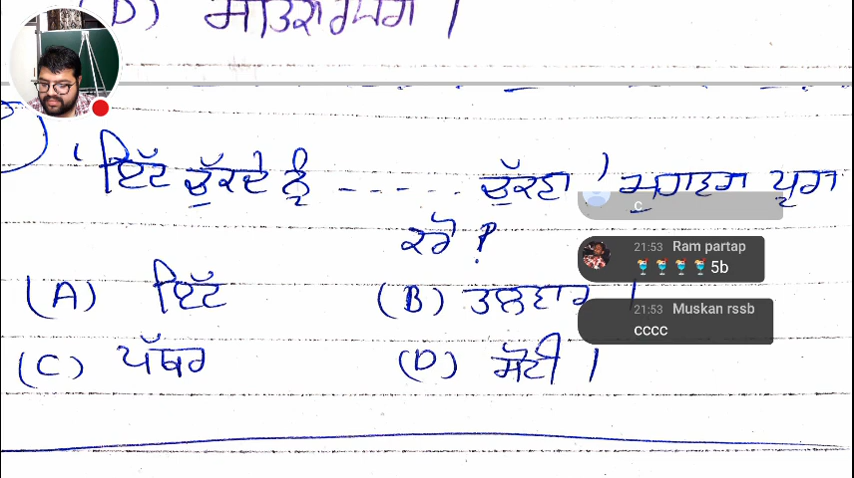 (D)
'ਇੱਟ ਚੁੱਕਦੇ ਨੂੰ ----- ਚੁੱਕਣਾ' ਮੁਹਾਵਰਾ ਪੂਰਾ
ਕਰੋ ?
(A) ਇੱਟ (B) ਤਲਵਾਰ |
(C) ਪੱਥਰ (D) ਸੋਟੀ |
c
21:53 Ram partap
🍹🍹🍹🍹5b
21:53 Muskan rssb
cccc